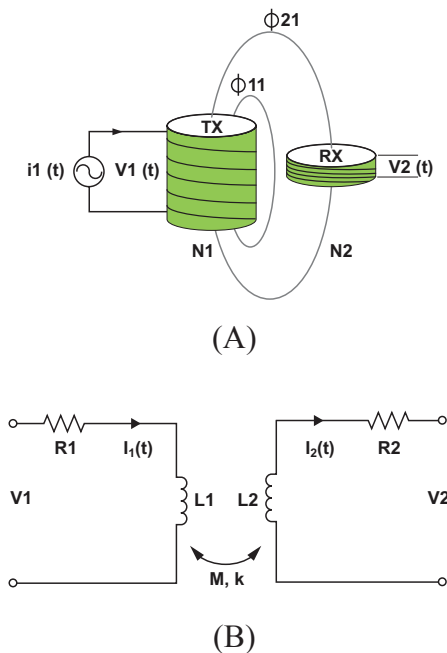 ϕ21
ϕ11
TX
RX
i1 (t)
V1 (t)
V2 (t)
N1
N2
(A)
R1
I₁(t)
I₂(t)
R2
V1
L1
L2
V2
M, k
(B)